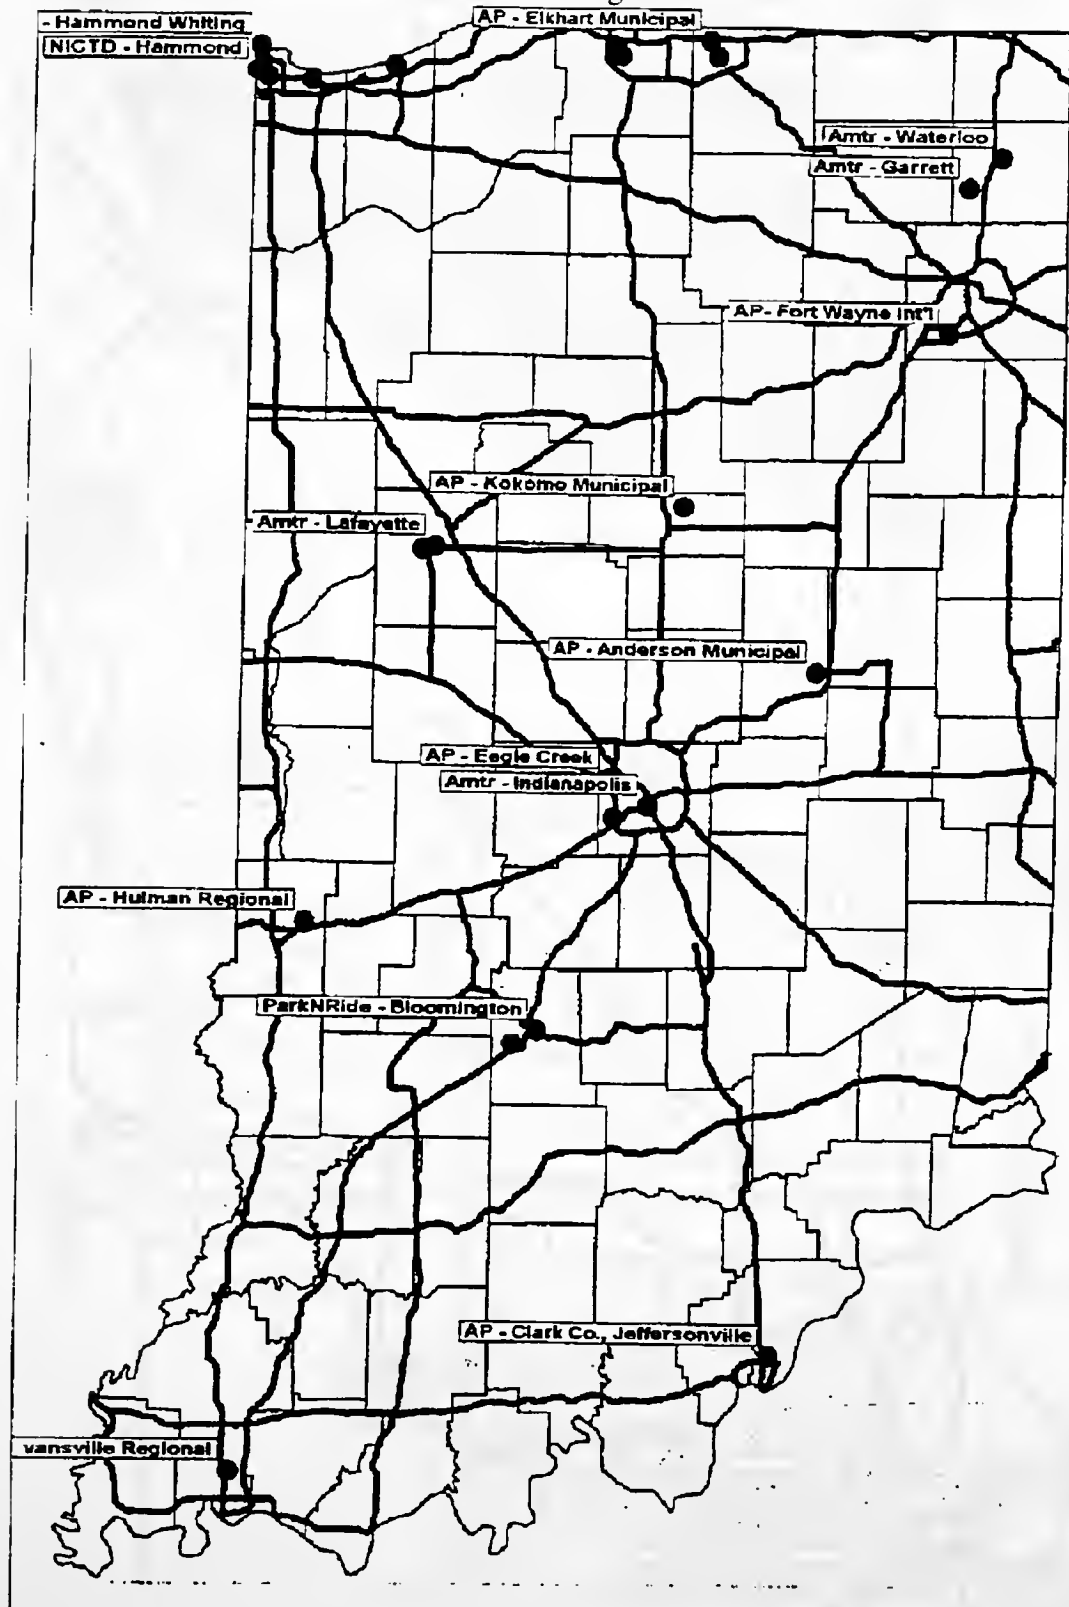 AP - Elkhart Municipal
- Hammond Whiting
NICTD - Hammond
Amtr - Waterloo
Amtr - Garrett
AP- Fort Wayne Int'l
AP - Kokomo Municipal
Amtr - Lafayette
AP - Anderson Municipal
AP - Eagle Creek
Amtr - Indianapolis
AP - Hulman Regional
ParkNRide - Bloomington
AP - Clark Co., Jeffersonville
vansville Regional